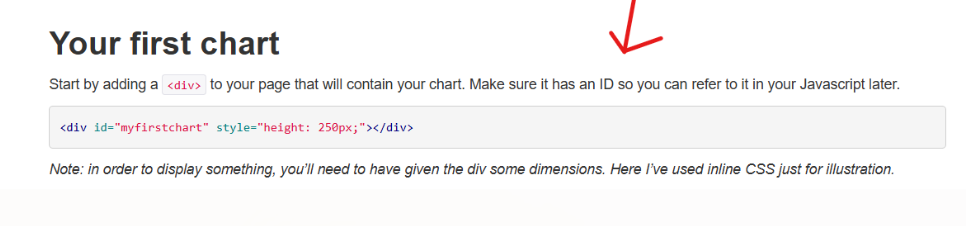 Your first chart
Start by adding a <div> to your page that will contain your chart. Make sure it has an ID so you can refer to it in your Javascript later.
<div id="myfirstchart" style="height: 250px;"></div>
Note: in order to display something, you'll need to have given the div some dimensions. Here I've used inline CSS just for illustration.